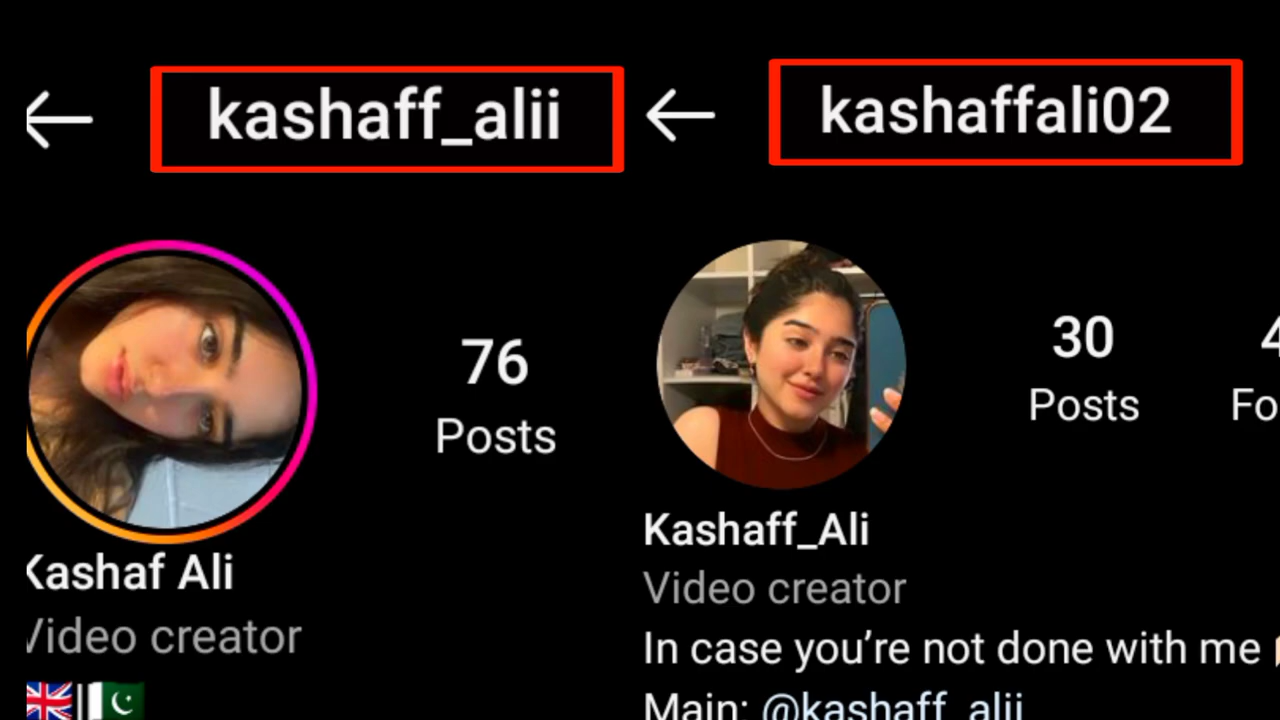 kashaff_alii
76
Posts
Kashaf Ali
Video creator
kashaffali02
30
Posts
Kashaff_Ali
Video creator
In case you’re not done with me
Main: @kashaff_alii